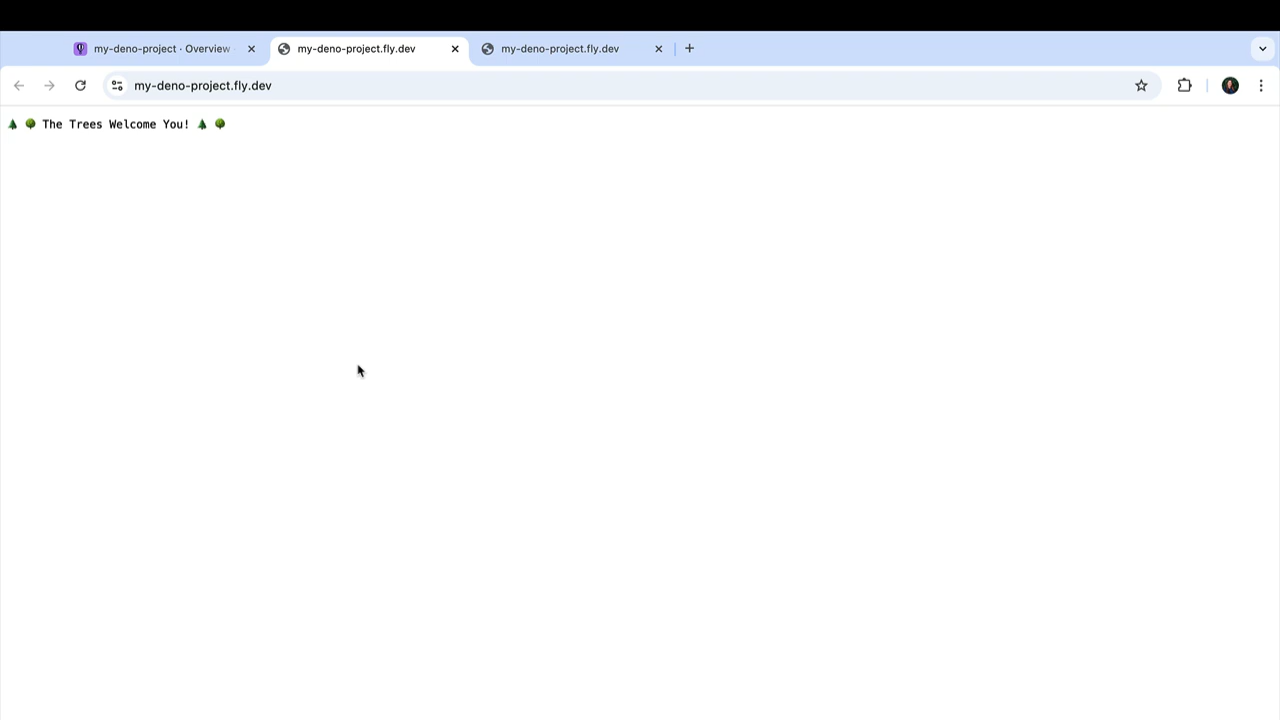 my-deno-project · Overview
my-deno-project.fly.dev
my-deno-project.fly.dev
my-deno-project.fly.dev
🌲 🌳 The Trees Welcome You! 🌲 🌳